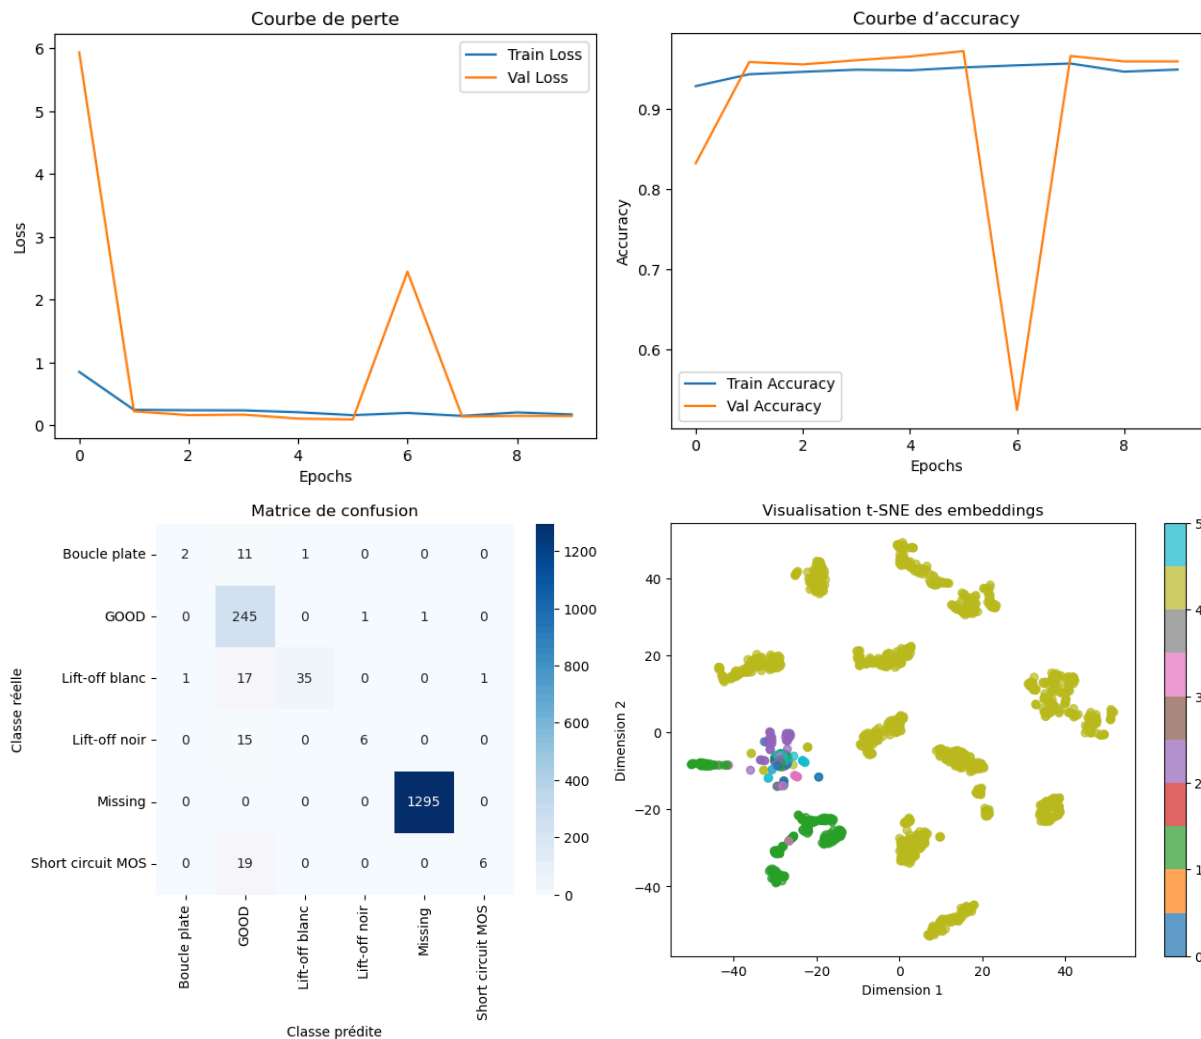 Courbe de perte
6
5
4
3
2
1
0
Loss
Train Loss
Val Loss
0 2 4 6 8
Epochs
Courbe d’accuracy
0.9
0.8
0.7
0.6
Accuracy
Train Accuracy
Val Accuracy
0 2 4 6 8
Epochs
Matrice de confusion
Classe réelle
Boucle plate 2 11 1 0 0 0
GOOD 0 245 0 1 1 0
Lift-off blanc 1 17 35 0 0 1
Lift-off noir 0 15 0 6 0 0
Missing 0 0 0 0 1295 0
Short circuit MOS 0 19 0 0 0 6
Boucle plate
GOOD
Lift-off blanc
Lift-off noir
Missing
Short circuit MOS
Classe prédite
1200
1000
800
600
400
200
0
Visualisation t-SNE des embeddings
40
20
0
−20
−40
Dimension 2
−40 −20 0 20 40
Dimension 1
5
4
3
2
1
0